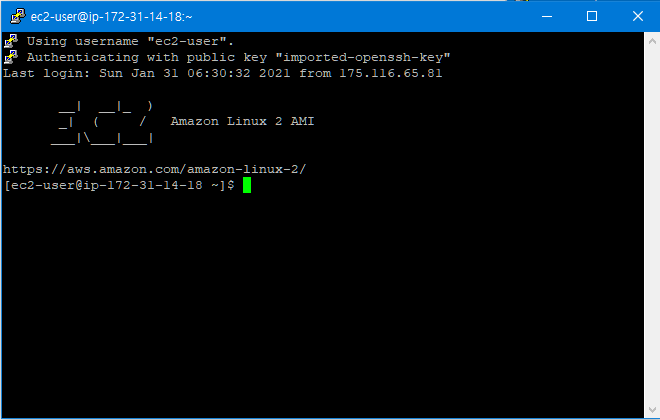 ec2-user@ip-172-31-14-18:~
Using username "ec2-user".
Authenticating with public key "imported-openssh-key"
Last login: Sun Jan 31 06:30:32 2021 from 175.116.65.81
       __|  __|_  )
       _|  (     /   Amazon Linux 2 AMI
      ___|\___|___|
https://aws.amazon.com/amazon-linux-2/
[ec2-user@ip-172-31-14-18 ~]$